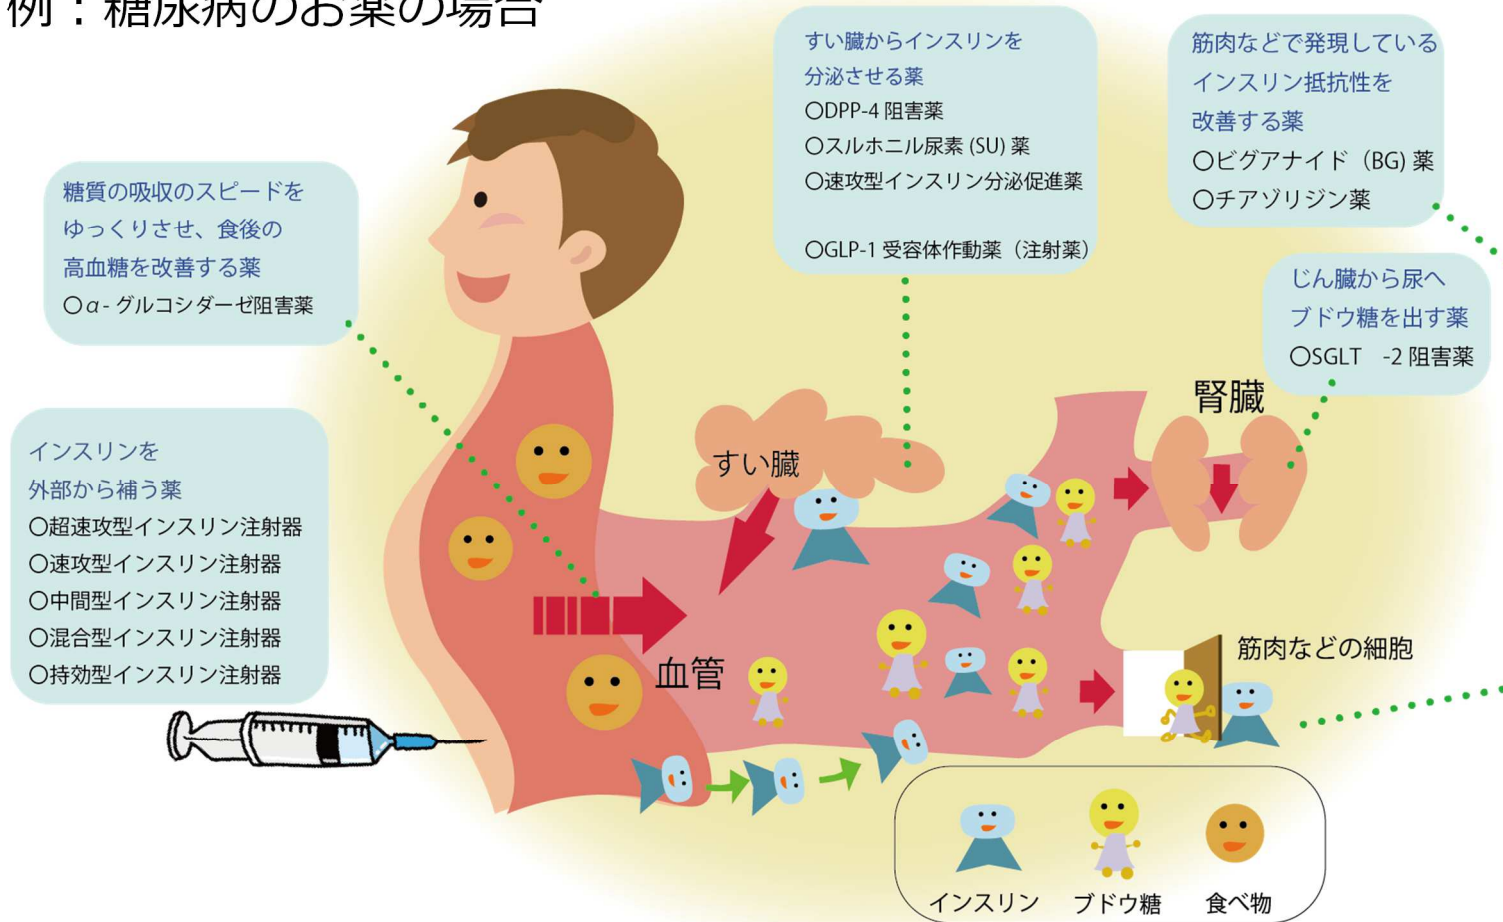 例：糖尿病のお薬の場合
すい臓からインスリンを
分泌させる薬
〇DPP-4 阻害薬
〇スルホニル尿素 (SU) 薬
〇速攻型インスリン分泌促進薬
〇GLP-1 受容体作動薬（注射薬）
筋肉などで発現している
インスリン抵抗性を
改善する薬
〇ビグアナイド（BG) 薬
〇チアゾリジン薬
糖質の吸収のスピードを
ゆっくりさせ、食後の
高血糖を改善する薬
〇α- グルコシダーゼ阻害薬
じん臓から尿へ
ブドウ糖を出す薬
〇SGLT　-2 阻害薬
腎臓
インスリンを
外部から補う薬
〇超速攻型インスリン注射器
〇速攻型インスリン注射器
〇中間型インスリン注射器
〇混合型インスリン注射器
〇持効型インスリン注射器
すい臓
血管
筋肉などの細胞
インスリン
ブドウ糖
食べ物